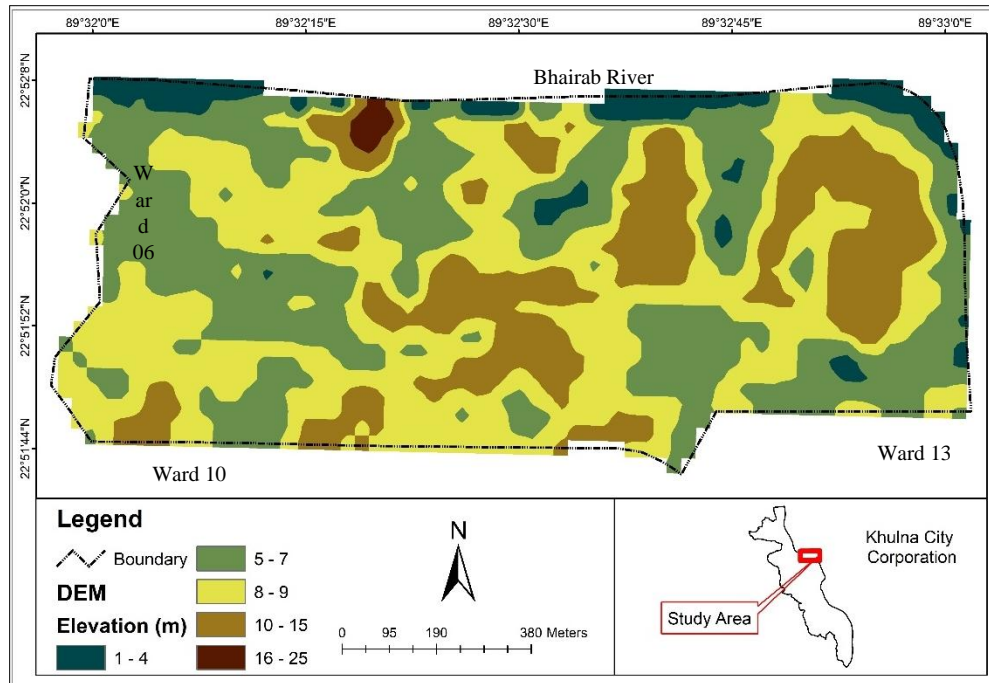 89°32'0"E
89°32'15"E
89°32'30"E
89°32'45"E
89°33'0"E
22°52'8"N
22°52'0"N
22°51'52"N
22°51'44"N
Bhairab River
W
ar
d
06
Ward 10
Ward 13
Legend
Boundary
DEM
Elevation (m)
1 - 4
5 - 7
8 - 9
10 - 15
16 - 25
N
0 95 190 380 Meters
Khulna City
Corporation
Study Area